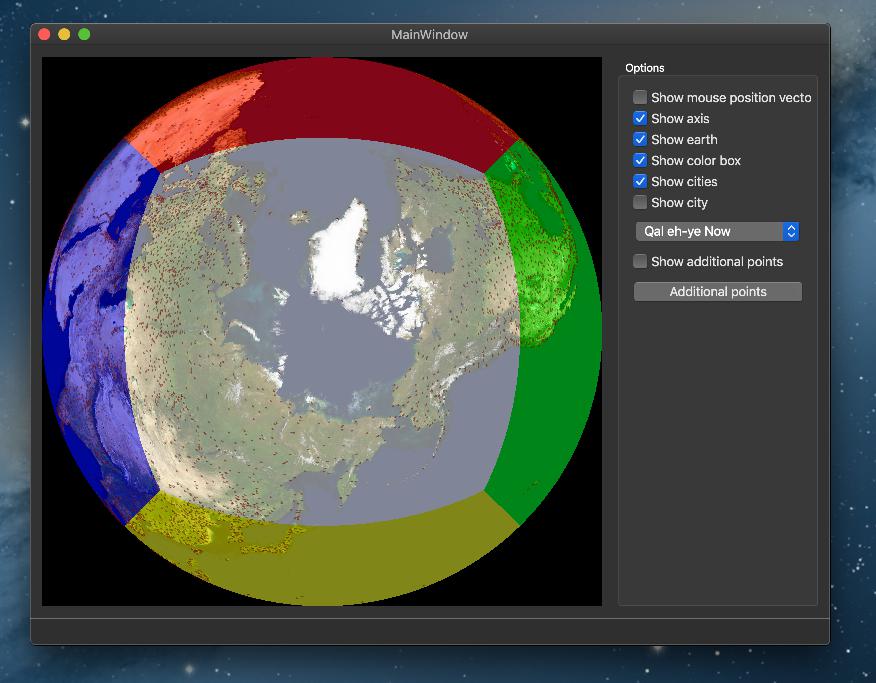 MainWindow
Options
Show mouse position vecto
Show axis
Show earth
Show color box
Show cities
Show city
Qal eh-ye Now
Show additional points
Additional points